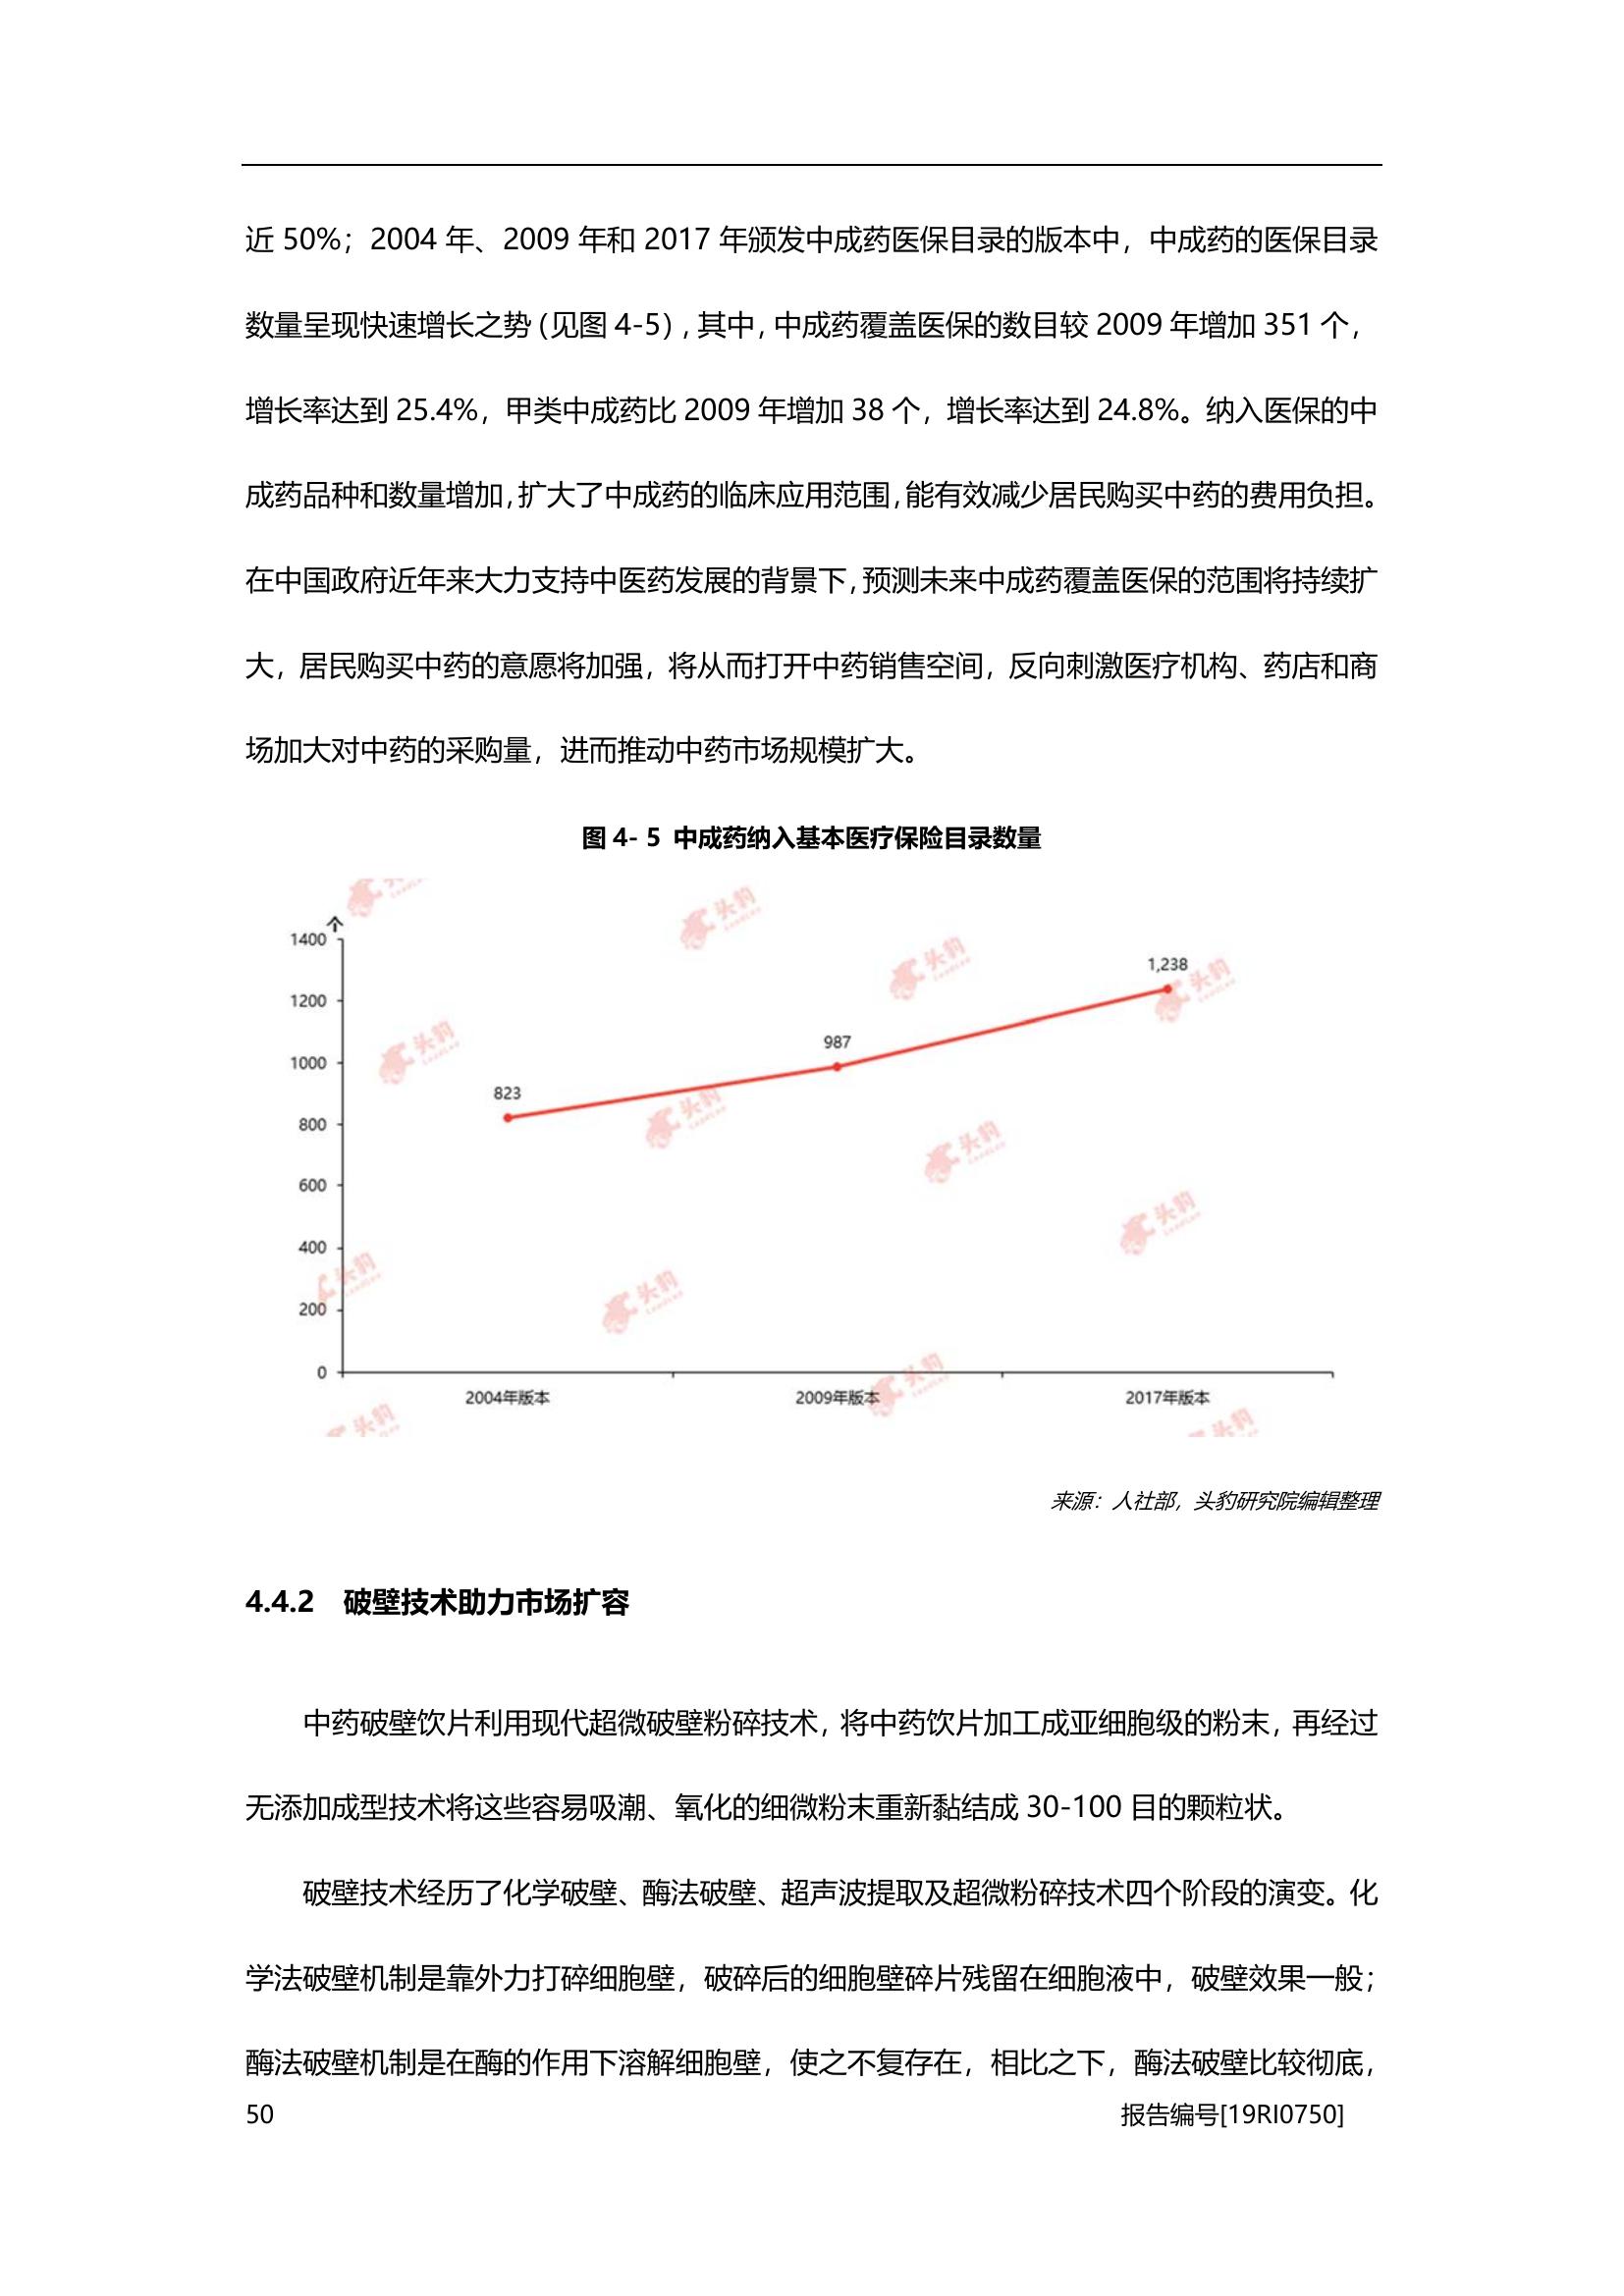 近 50%；2004 年、2009 年和 2017 年颁发中成药医保目录的版本中，中成药的医保目录
数量呈现快速增长之势（见图 4-5），其中，中成药覆盖医保的数目较 2009 年增加 351 个，
增长率达到 25.4%，甲类中成药比 2009 年增加 38 个，增长率达到 24.8%。纳入医保的中
成药品种和数量增加，扩大了中成药的临床应用范围，能有效减少居民购买中药的费用负担。
在中国政府近年来大力支持中医药发展的背景下，预测未来中成药覆盖医保的范围将持续扩
大，居民购买中药的意愿将加强，将从而打开中药销售空间，反向刺激医疗机构、药店和商
场加大对中药的采购量，进而推动中药市场规模扩大。
图 4- 5 中成药纳入基本医疗保险目录数量
个
1400
1200
1000
800
600
400
200
0
823
987
1,238
2004年版本
2009年版本
2017年版本
头豹
来源：人社部，头豹研究院编辑整理
4.4.2 破壁技术助力市场扩容
中药破壁饮片利用现代超微破壁粉碎技术，将中药饮片加工成亚细胞级的粉末，再经过
无添加成型技术将这些容易吸潮、氧化的细微粉末重新黏结成 30-100 目的颗粒状。
破壁技术经历了化学破壁、酶法破壁、超声波提取及超微粉碎技术四个阶段的演变。化
学法破壁机制是靠外力打碎细胞壁，破碎后的细胞壁碎片残留在细胞液中，破壁效果一般；
酶法破壁机制是在酶的作用下溶解细胞壁，使之不复存在，相比之下，酶法破壁比较彻底，
50
报告编号[19RI0750]